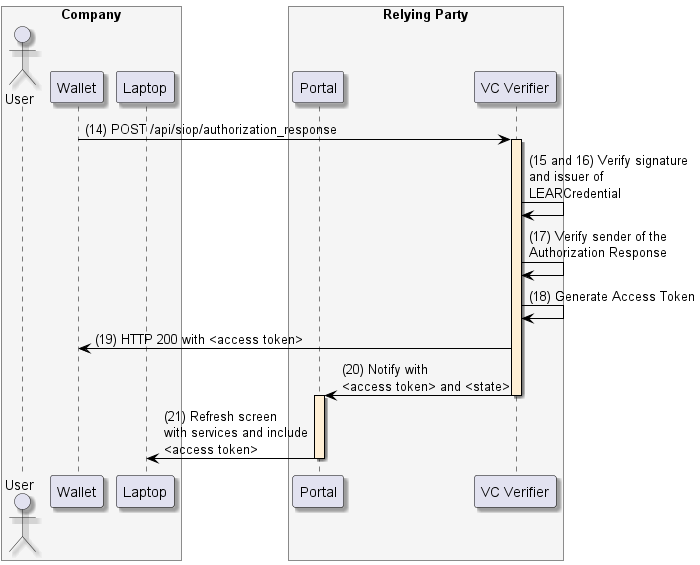 Company
Relying Party
User
Wallet
Laptop
Portal
VC Verifier
(14) POST /api/siop/authorization_response
(15 and 16) Verify signature
and issuer of
LEARCredential
(17) Verify sender of the
Authorization Response
(18) Generate Access Token
(19) HTTP 200 with <access token>
(20) Notify with
<access token> and <state>
(21) Refresh screen
with services and include
<access token>
User
Wallet
Laptop
Portal
VC Verifier